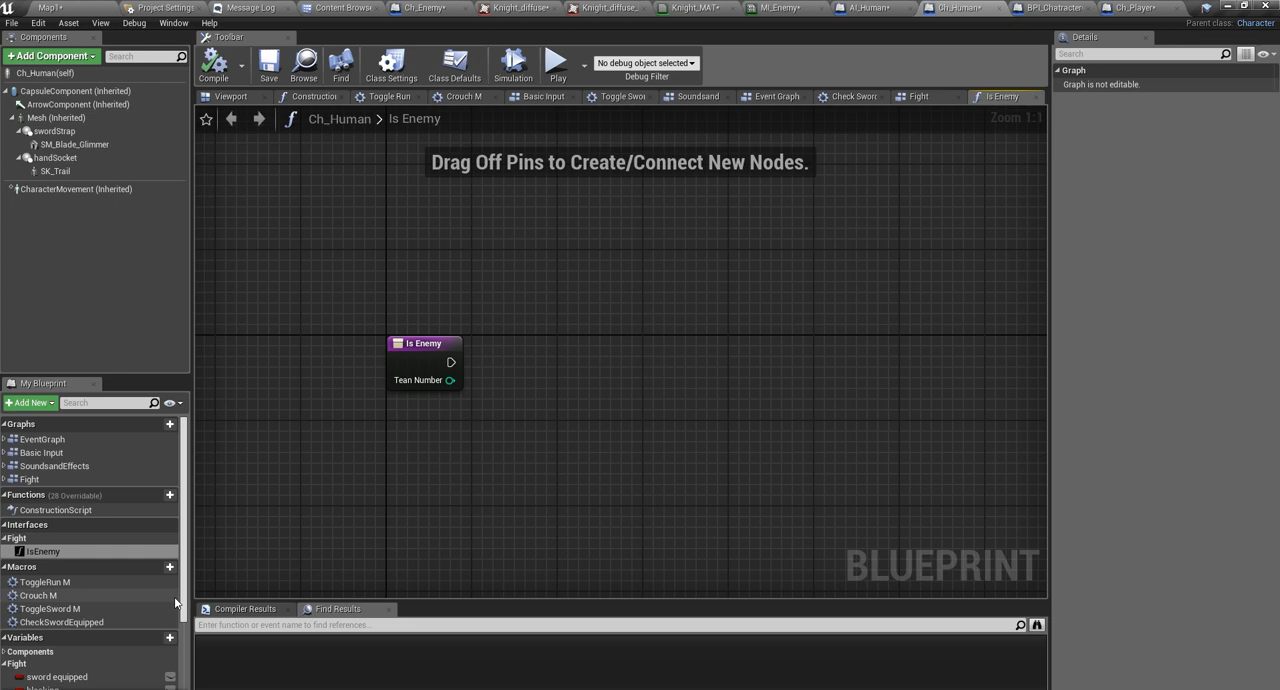 Map1*
Project Settings
Message Log
Content Brows
Ch_Enemy*
Knight_diffuse*
Knight_diffuse_
Knight_MAT*
MI_Enemy*
AI_Human*
Ch_Human*
BPI_Chatracter
Ch_Player*
File Edit Asset View Debug Window Help
Parent class: Character
Components
Toolbar
Details
+Add Component
Search
Search
Ch_Human(self)
Compile
Save
Browse
Find
Class Settings
Class Defaults
Simulation
Play
No debug object selected
Debug Filter
Graph
Graph is not editable.
CapsuleComponent (Inherited)
ArrowComponent (Inherited)
Mesh (Inherited)
swordStrap
SM_Blade_Glimmer
handSocket
SK_Trail
CharacterMovement (Inherited)
Viewport
Constructio
Toggle Run
Crouch M
Basic Input
Toggle Swor
Soundsand
Event Graph
Check Sword
Fight
Is Enemy
Ch_Human > Is Enemy
Zoom 1:1
Drag Off Pins to Create/Connect New Nodes.
Is Enemy
Tean Number
BLUEPRINT
My Blueprint
+Add New
Search
Graphs
EventGraph
Basic Input
SoundsandEffects
Fight
Functions (28 Overridable)
ConstructionScript
Interfaces
Fight
IsEnemy
Macros
ToggleRun M
Crouch M
ToggleSword M
CheckSwordEquipped
Variables
Components
Fight
sword equipped
Compiler Results
Find Results
Enter function or event name to find references...